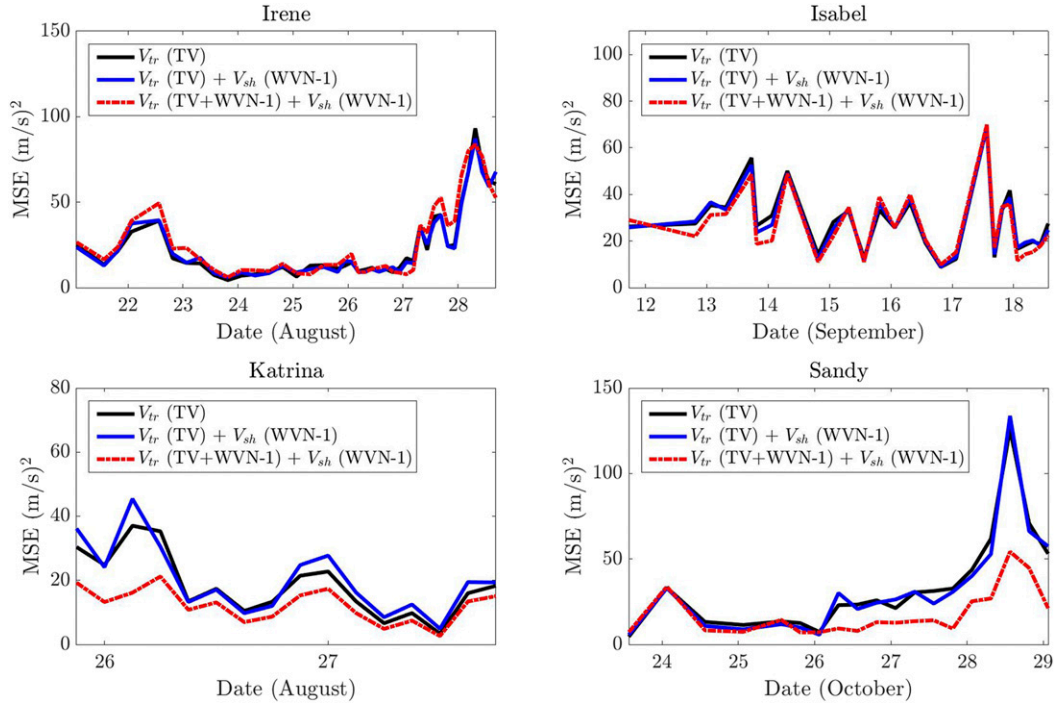 Irene
150
100
50
0
MSE (m/s)²
V_tr (TV)
V_tr (TV) + V_sh (WVN-1)
V_tr (TV+WVN-1) + V_sh (WVN-1)
22 23 24 25 26 27 28
Date (August)
Isabel
100
80
60
40
20
0
MSE (m/s)²
V_tr (TV)
V_tr (TV) + V_sh (WVN-1)
V_tr (TV+WVN-1) + V_sh (WVN-1)
12 13 14 15 16 17 18
Date (September)
Katrina
80
60
40
20
0
MSE (m/s)²
V_tr (TV)
V_tr (TV) + V_sh (WVN-1)
V_tr (TV+WVN-1) + V_sh (WVN-1)
26 27
Date (August)
Sandy
150
100
50
0
MSE (m/s)²
V_tr (TV)
V_tr (TV) + V_sh (WVN-1)
V_tr (TV+WVN-1) + V_sh (WVN-1)
24 25 26 27 28 29
Date (October)